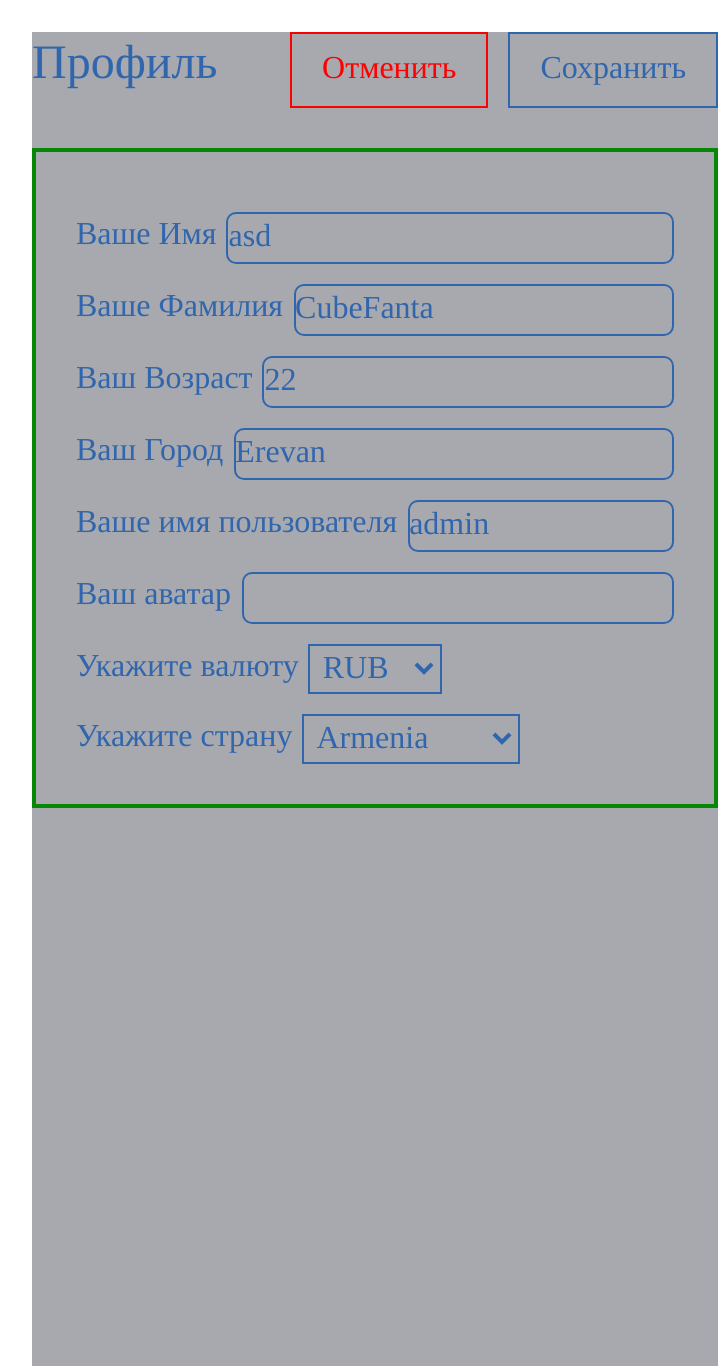 Профиль Отменить Сохранить
Ваше Имя asd
Ваше Фамилия CubeFanta
Ваш Возраст 22
Ваш Город Erevan
Ваше имя пользователя admin
Ваш аватар
Укажите валюту RUB
Укажите страну Armenia